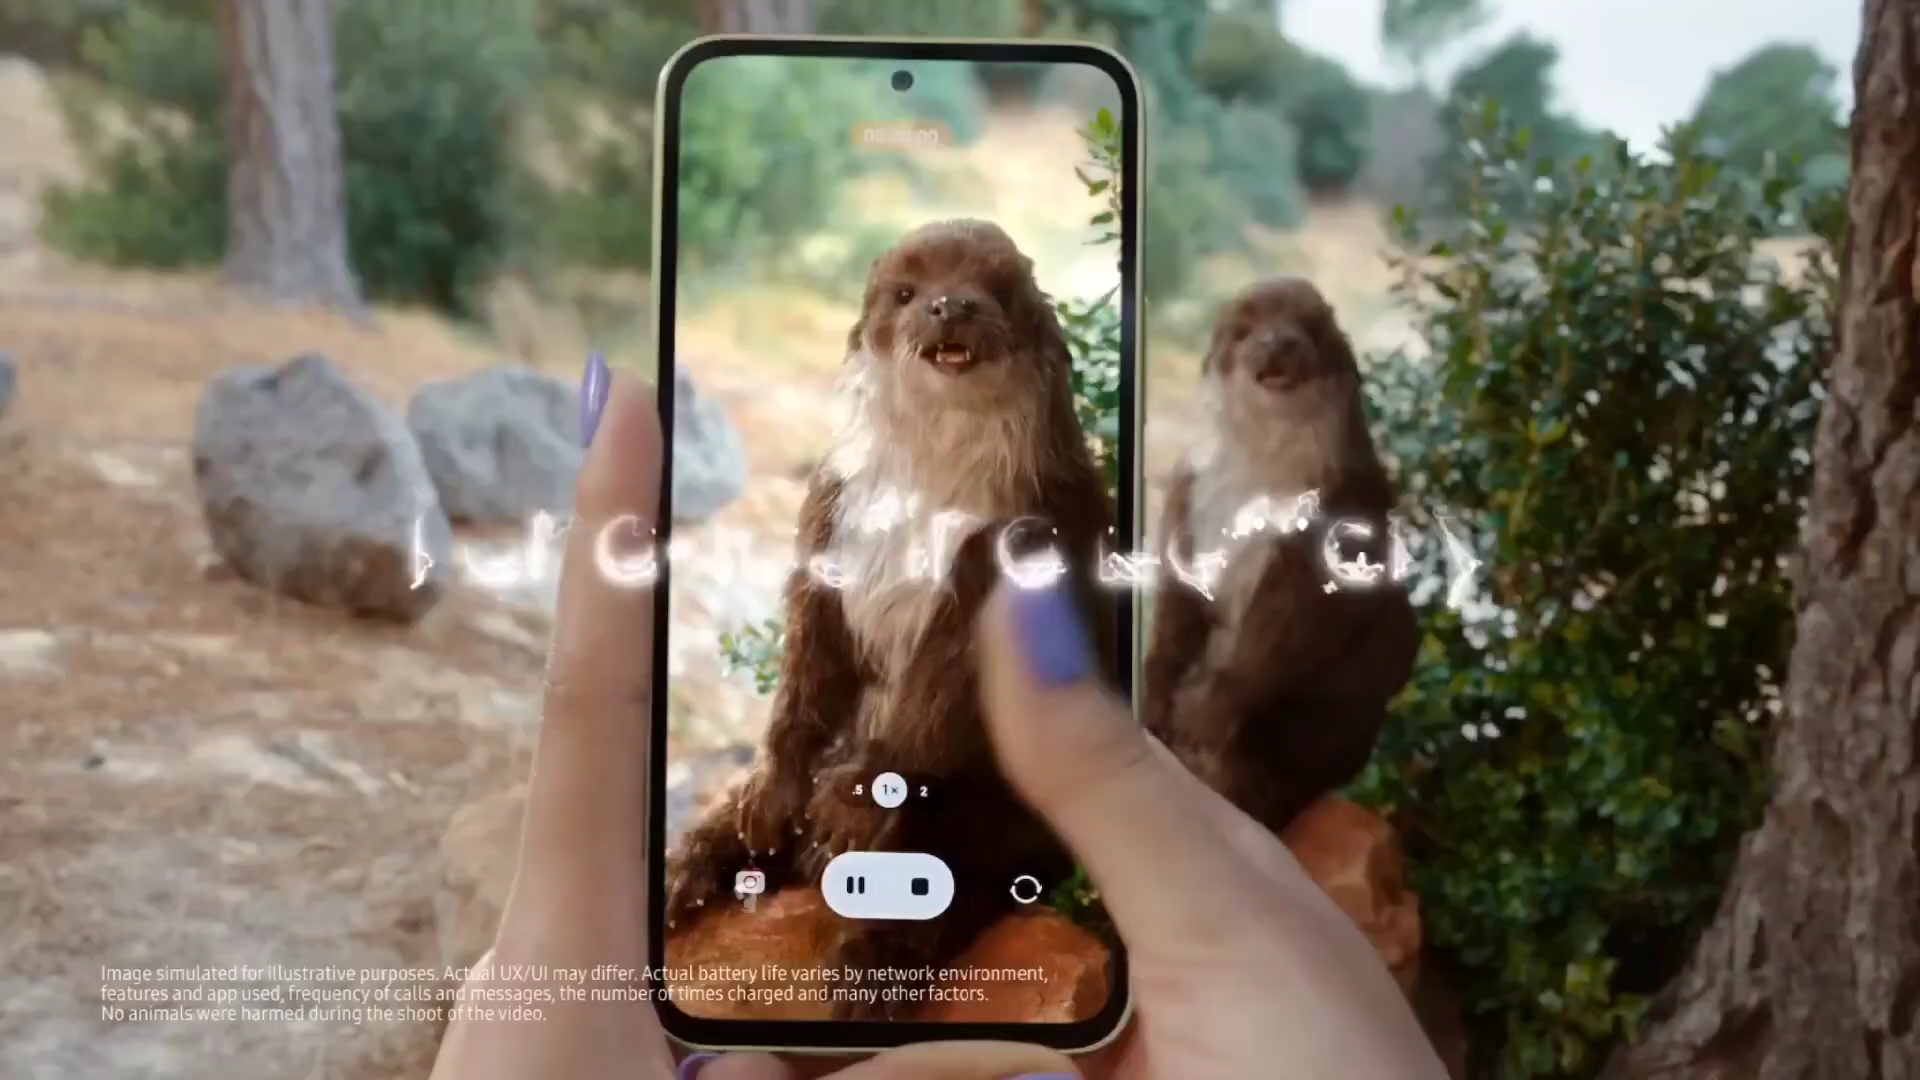 .5 1× 2
Image simulated for illustrative purposes. Actual UX/UI may differ. Actual battery life varies by network environment,
features and app used, frequency of calls and messages, the number of times charged and many other factors.
No animals were harmed during the shoot of the video.